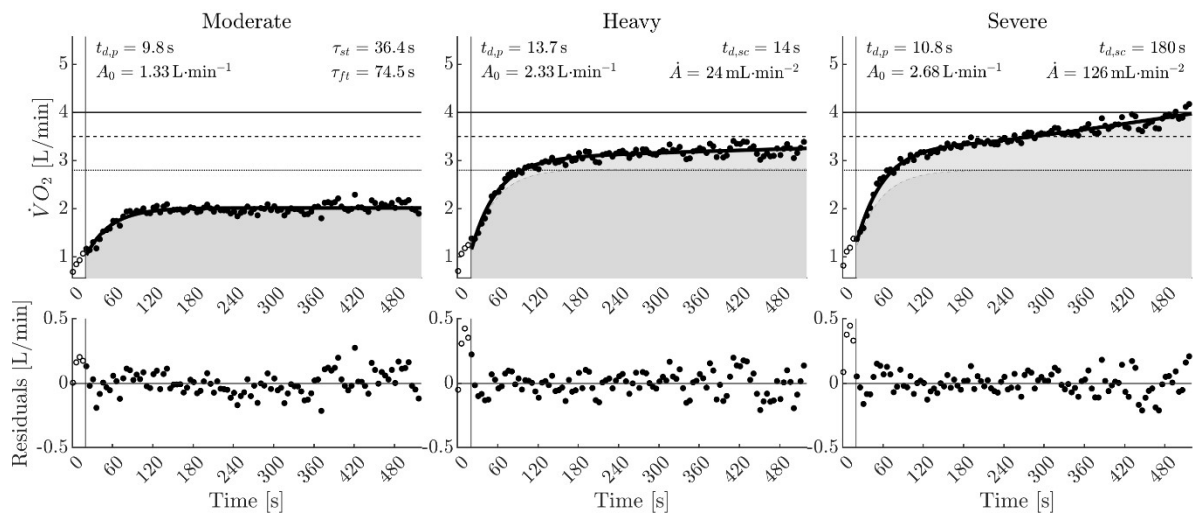 Moderate
Heavy
Severe
t_{d,p} = 9.8 s
τ_{st} = 36.4 s
A_0 = 1.33 L·min⁻¹
τ_{ft} = 74.5 s
t_{d,p} = 13.7 s
t_{d,sc} = 14 s
A_0 = 2.33 L·min⁻¹
Ȧ = 24 mL·min⁻²
t_{d,p} = 10.8 s
t_{d,sc} = 180 s
A_0 = 2.68 L·min⁻¹
Ȧ = 126 mL·min⁻²
V̇O_2 [L/min]
5
4
3
2
1
0 60 120 180 240 300 360 420 480
5
4
3
2
1
0 60 120 180 240 300 360 420 480
5
4
3
2
1
0 60 120 180 240 300 360 420 480
Residuals [L/min]
0.5
0
-0.5
0 60 120 180 240 300 360 420 480
Time [s]
0.5
0
-0.5
0 60 120 180 240 300 360 420 480
Time [s]
0.5
0
-0.5
0 60 120 180 240 300 360 420 480
Time [s]